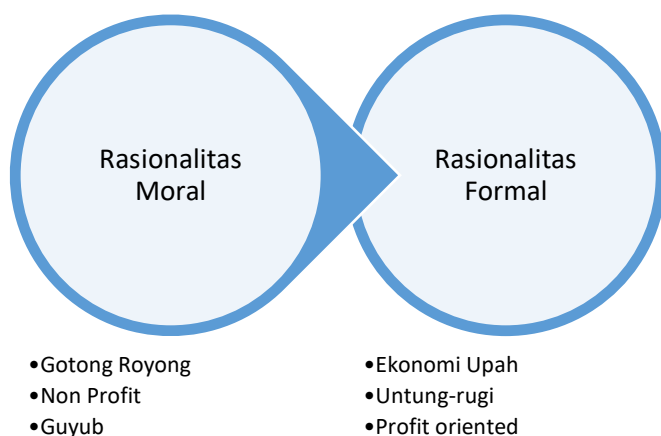 Rasionalitas
Moral
Rasionalitas
Formal
•Gotong Royong
•Non Profit
•Guyub
•Ekonomi Upah
•Untung-rugi
•Profit oriented